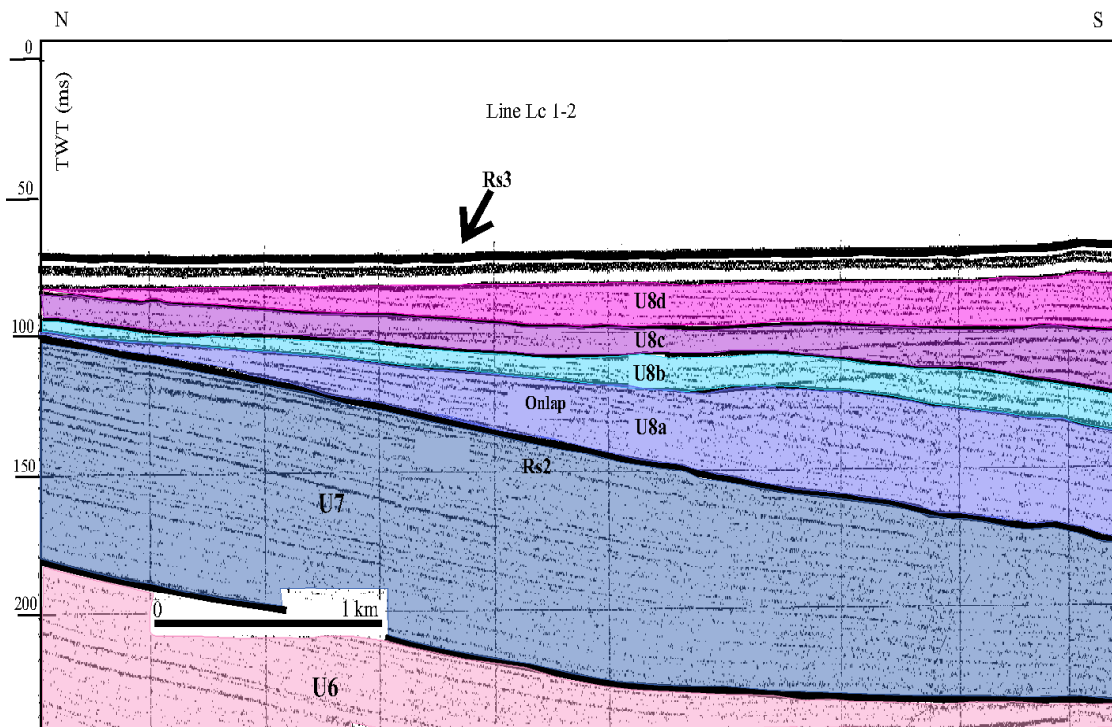 N S
0
TWT (ms)
Line Lc 1-2
Rs3
50
U8d
100
U8c
U8b
Onlap
U8a
Rs2
150
U7
200
0 1 km
U6